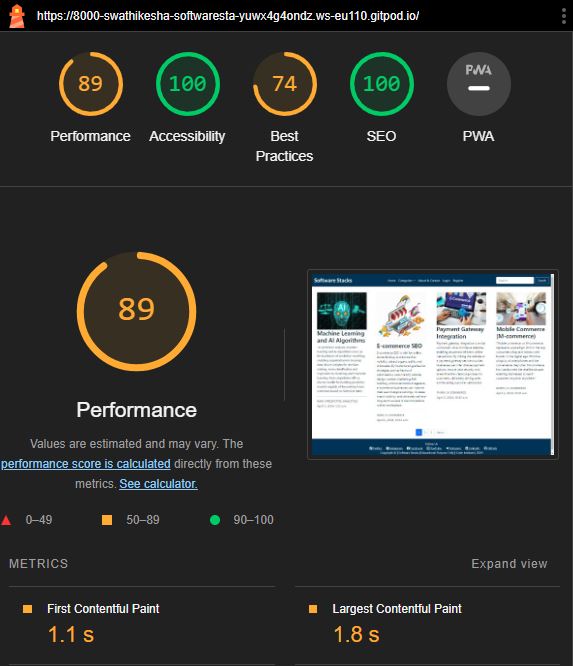 https://8000-swathikesha-softwaresta-yuwx4g4ondz.ws-eu110.gitpod.io/
89
100
74
100
PWA
Performance
Accessibility
Best
Practices
SEO
PWA
89
Performance
Values are estimated and may vary. The
performance score is calculated directly from these
metrics. See calculator.
0–49
50–89
90–100
Software Stacks
Machine Learning
and AI Algorithms
E-commerce SEO
Payment Gateway
Integration
Mobile Commerce
(M-commerce)
METRICS
Expand view
First Contentful Paint
1.1 s
Largest Contentful Paint
1.8 s